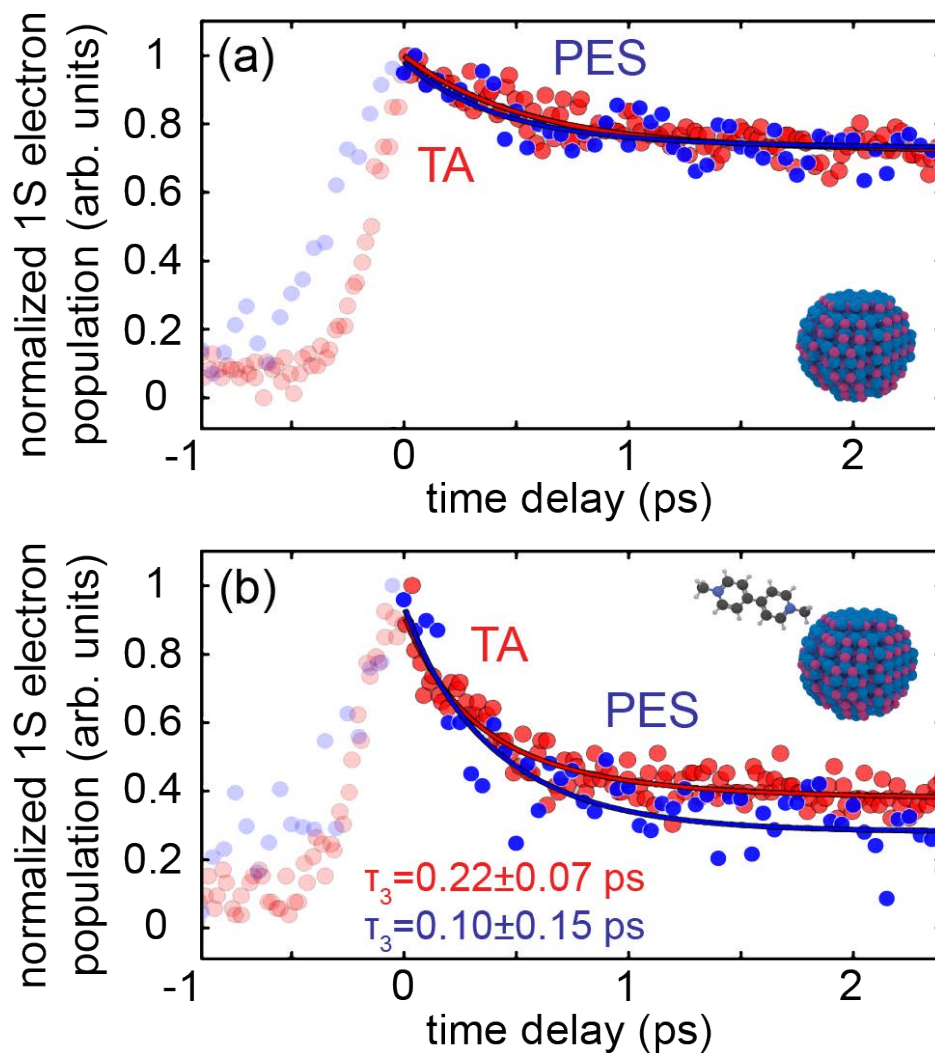 (a)
PES
TA
normalized 1S electron
population (arb. units)
1
0.8
0.6
0.4
0.2
0
-1
0
1
2
time delay (ps)
(b)
TA
PES
τ₃=0.22±0.07 ps
τ₃=0.10±0.15 ps
normalized 1S electron
population (arb. units)
1
0.8
0.6
0.4
0.2
0
-1
0
1
2
time delay (ps)